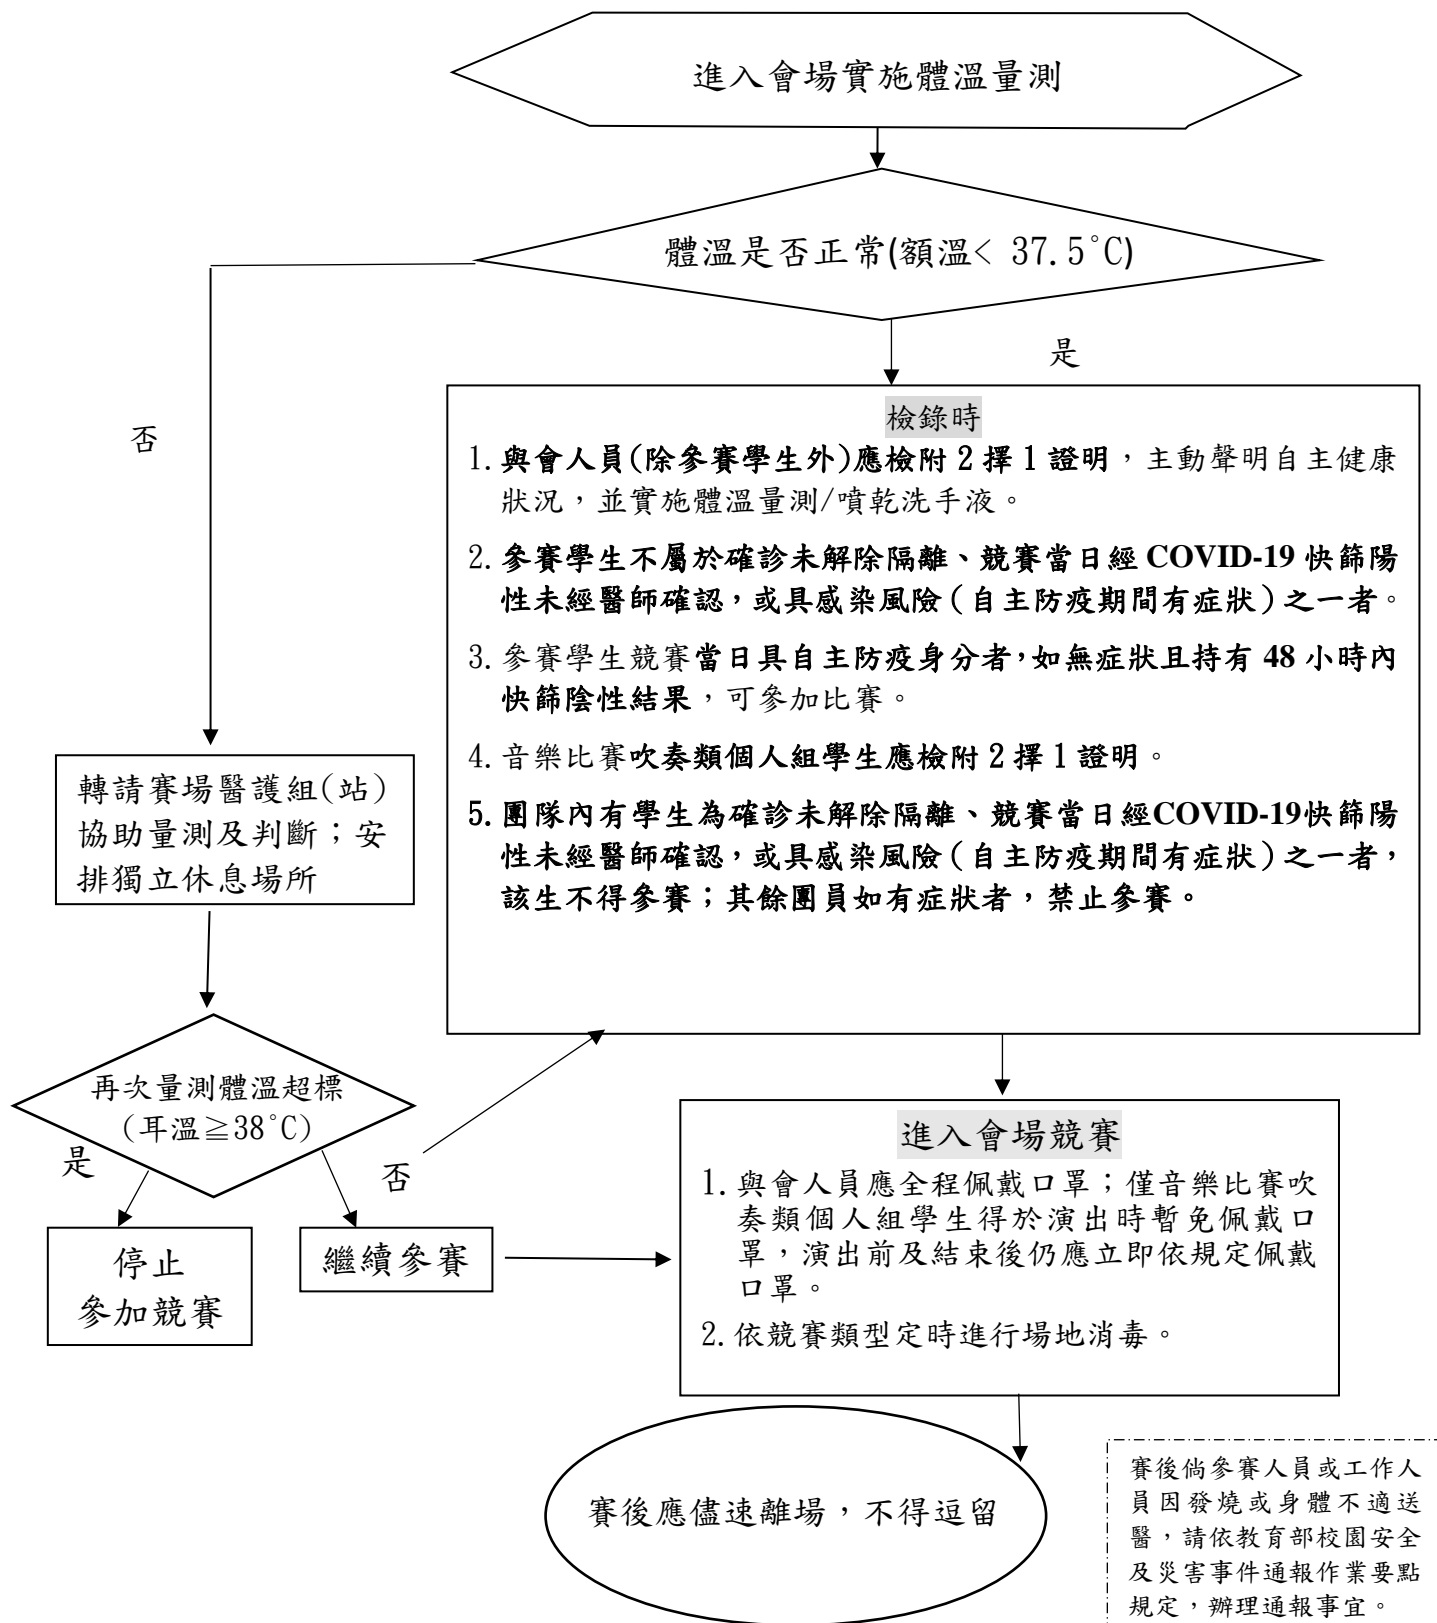 進入會場實施體溫量測
體溫是否正常(額溫< 37.5°C)
是
否
檢錄時
1. 與會人員(除參賽學生外)應檢附 2 擇 1 證明，主動聲明自主健康
狀況，並實施體溫量測/噴乾洗手液。
2. 參賽學生不屬於確診未解除隔離、競賽當日經 COVID-19 快篩陽
性未經醫師確認，或具感染風險（自主防疫期間有症狀）之一者。
3. 參賽學生競賽當日具自主防疫身分者，如無症狀且持有 48 小時內
快篩陰性結果，可參加比賽。
4. 音樂比賽吹奏類個人組學生應檢附 2 擇 1 證明。
5. 團隊內有學生為確診未解除隔離、競賽當日經COVID-19快篩陽
性未經醫師確認，或具感染風險（自主防疫期間有症狀）之一者，
該生不得參賽；其餘團員如有症狀者，禁止參賽。
轉請賽場醫護組(站)
協助量測及判斷；安
排獨立休息場所
再次量測體溫超標
（耳溫≧38°C）
是
否
停止
參加競賽
繼續參賽
進入會場競賽
1. 與會人員應全程佩戴口罩；僅音樂比賽吹
奏類個人組學生得於演出時暫免佩戴口
罩，演出前及結束後仍應立即依規定佩戴
口罩。
2. 依競賽類型定時進行場地消毒。
賽後應儘速離場，不得逗留
賽後倘參賽人員或工作人
員因發燒或身體不適送
醫，請依教育部校園安全
及災害事件通報作業要點
規定，辦理通報事宜。